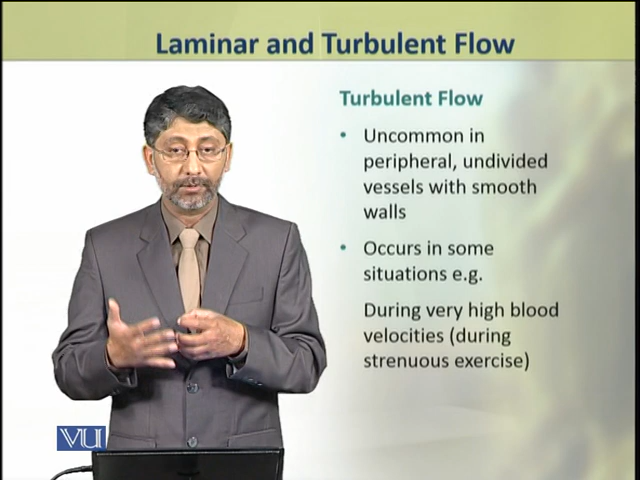 Laminar and Turbulent Flow
Turbulent Flow
• Uncommon in
peripheral, undivided
vessels with smooth
walls
• Occurs in some
situations e.g.
During very high blood
velocities (during
strenuous exercise)
VU